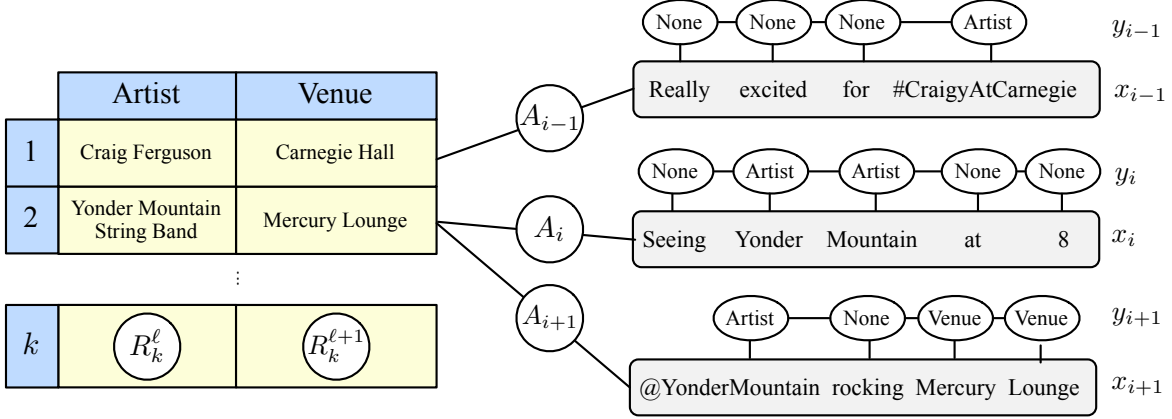 Artist Venue
1 Craig Ferguson Carnegie Hall
2 Yonder Mountain
String Band Mercury Lounge
⋮
k R_k^ℓ R_k^{ℓ+1}
A_{i−1}
A_i
A_{i+1}
None None None Artist y_{i−1}
Really excited for #CraigyAtCarnegie x_{i−1}
None Artist Artist None None y_i
Seeing Yonder Mountain at 8 x_i
Artist None Venue Venue y_{i+1}
@YonderMountain rocking Mercury Lounge x_{i+1}